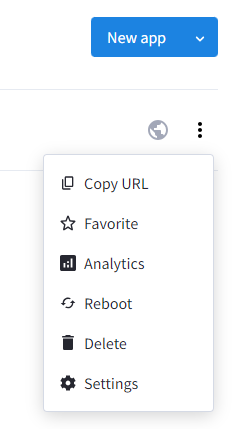 New app
Copy URL
Favorite
Analytics
Reboot
Delete
Settings